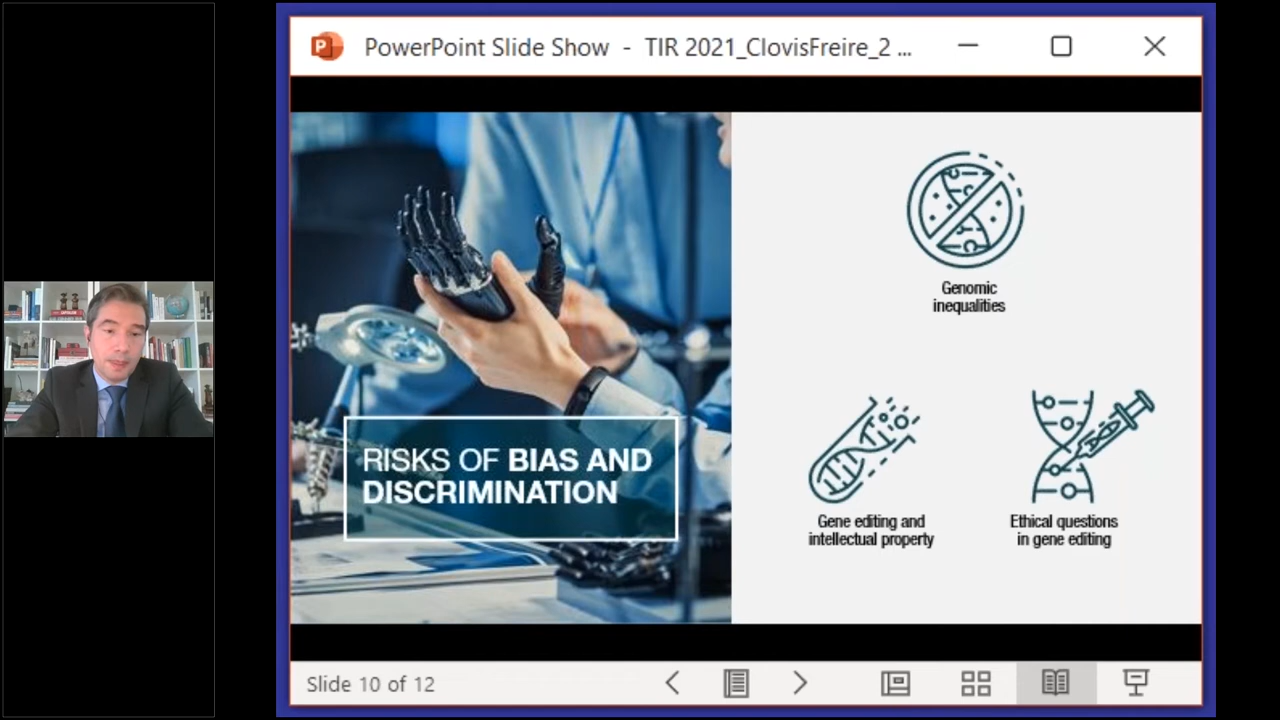 PowerPoint Slide Show - TIR 2021_ClovisFreire_2 ...
Genomic
inequalities
RISKS OF BIAS AND
DISCRIMINATION
Gene editing and
intellectual property
Ethical questions
in gene editing
Slide 10 of 12